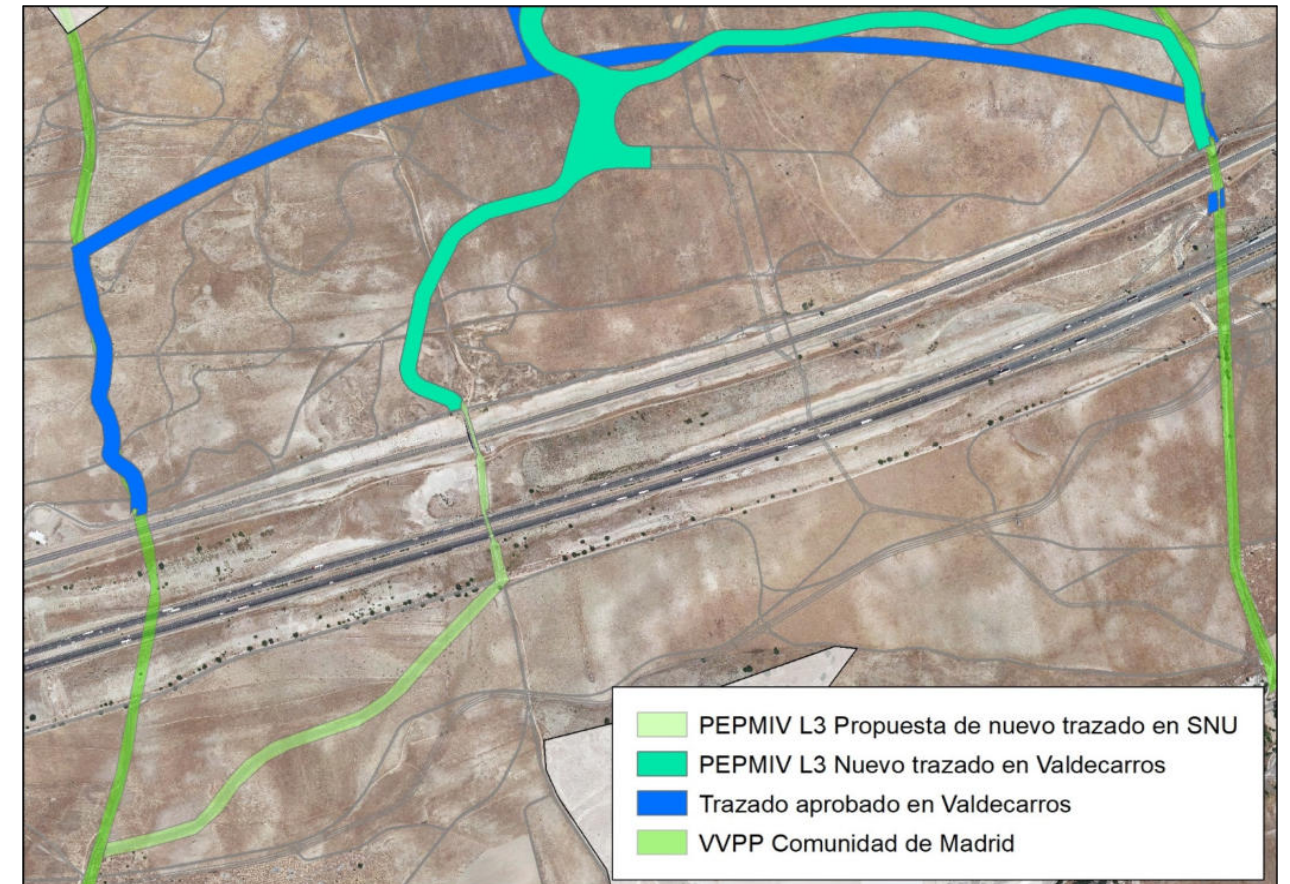 PEPMIV L3 Propuesta de nuevo trazado en SNU
PEPMIV L3 Nuevo trazado en Valdecarros
Trazado aprobado en Valdecarros
VVPP Comunidad de Madrid